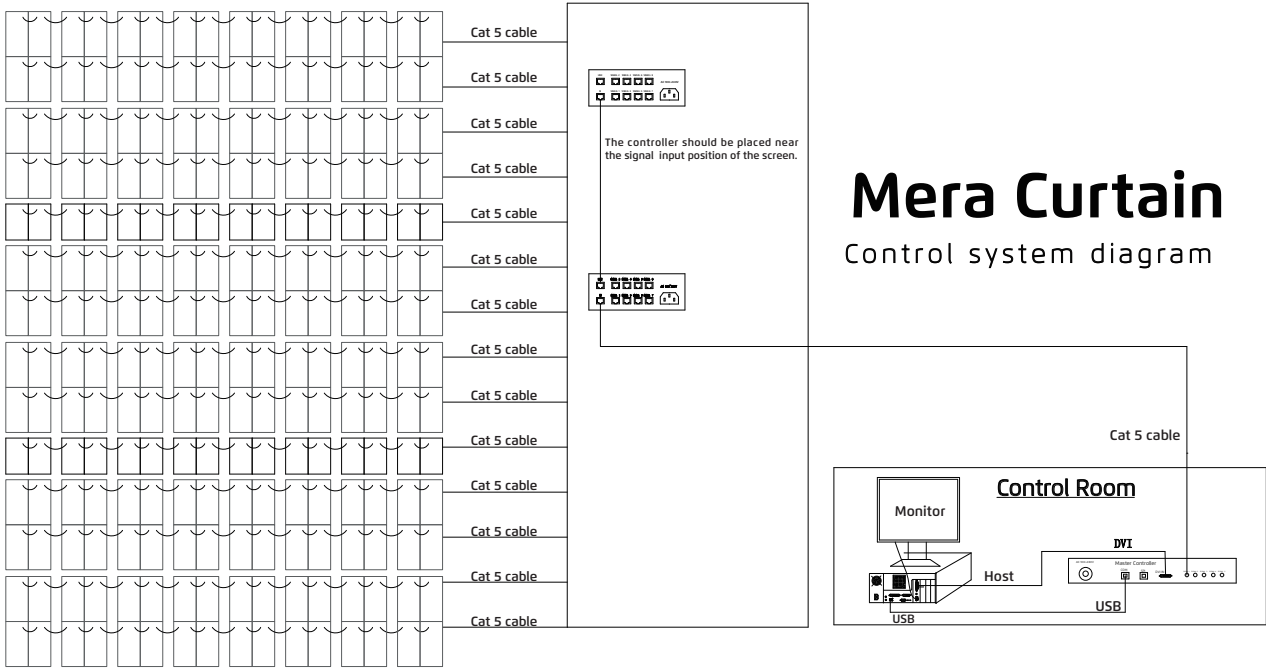 Cat 5 cable
Cat 5 cable
Cat 5 cable
Cat 5 cable
Cat 5 cable
Cat 5 cable
Cat 5 cable
Cat 5 cable
Cat 5 cable
Cat 5 cable
Cat 5 cable
Cat 5 cable
Cat 5 cable
Cat 5 cable
The controller should be placed near
the signal input position of the screen.
Mera Curtain
Control system diagram
Cat 5 cable
Control Room
Monitor
DVI
Master Controller
Host
USB
USB